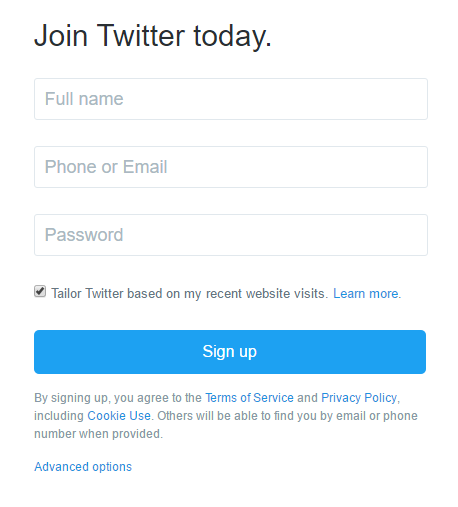 Join Twitter today.
Full name
Phone or Email
Password
Tailor Twitter based on my recent website visits. Learn more.
Sign up
By signing up, you agree to the Terms of Service and Privacy Policy,
including Cookie Use. Others will be able to find you by email or phone
number when provided.
Advanced options